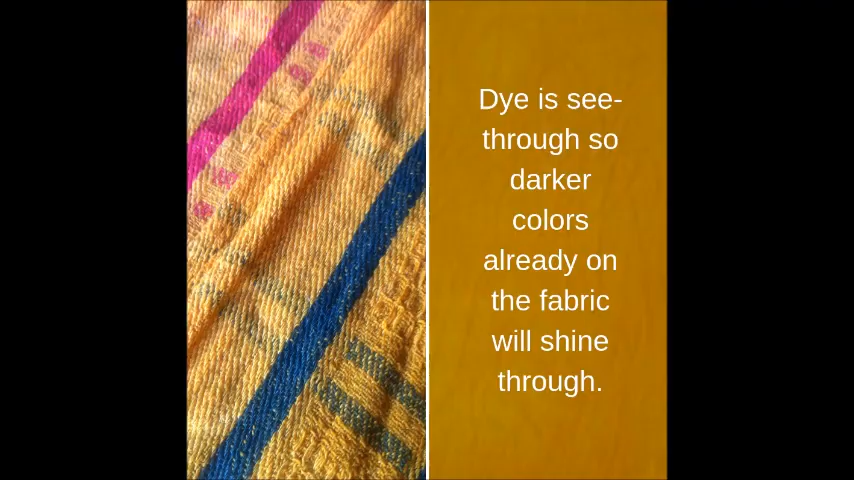 Dye is see-
through so
darker
colors
already on
the fabric
will shine
through.